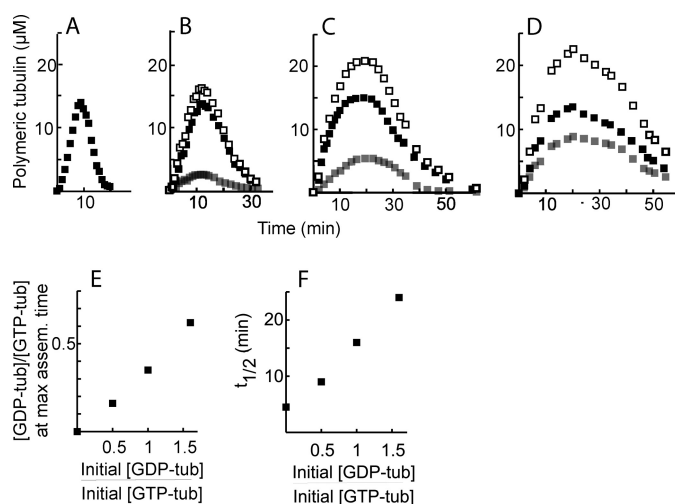 A B C D
Polymeric tubulin (µM)
20 20 20 20
10 10 10 10
10 10 30 10 30 50 10 · 30 50
Time (min)
E F
[GDP-tub]/[GTP-tub]
at max assem. time
0.5
t1/2 (min)
20
10
0.5 1 1.5 0.5 1 1.5
Initial [GDP-tub] Initial [GDP-tub]
Initial [GTP-tub] Initial [GTP-tub]